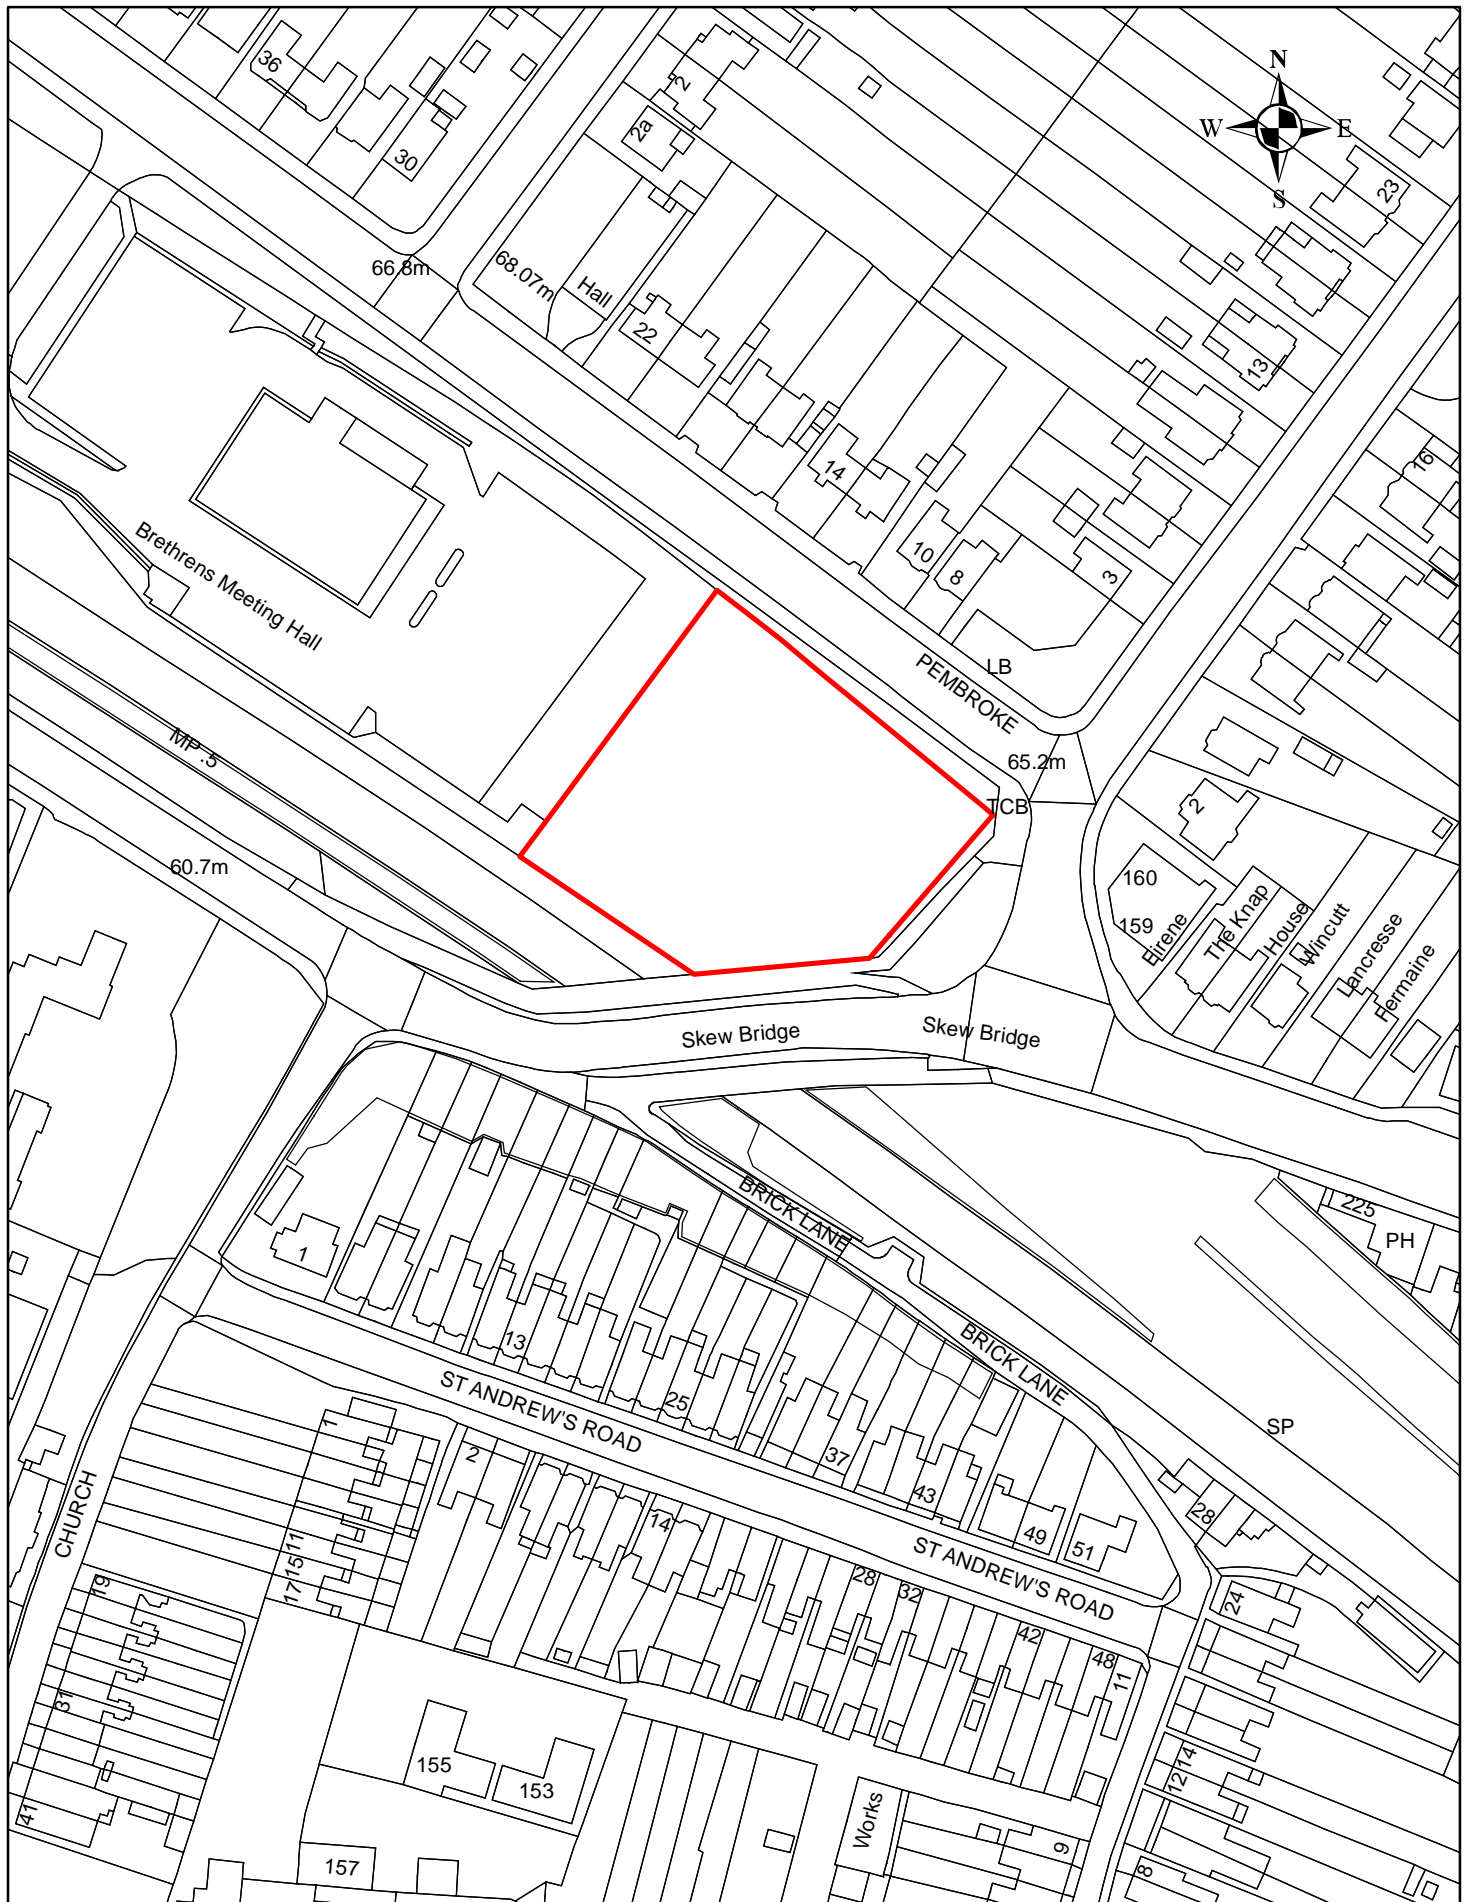 36
2
N
W
E
S
2a
30
23
66.8m
68.07m
Hall
22
13
14
16
Brethrens Meeting Hall
10
8
3
LB
PEMBROKE
65.2m
TCB
MP .5
2
60.7m
160
159
Eirene
The Knap
House
Wincutt
Lancresse
Fermaine
Skew Bridge
Skew Bridge
BRICK LANE
225
PH
1
13
BRICK LANE
25
ST ANDREW'S ROAD
1
2
37
SP
43
CHURCH
14
49
51
28
11
15
17
ST ANDREW'S ROAD
19
28
32
24
42
48
11
31
155
153
14
12
41
Works
9
157
8